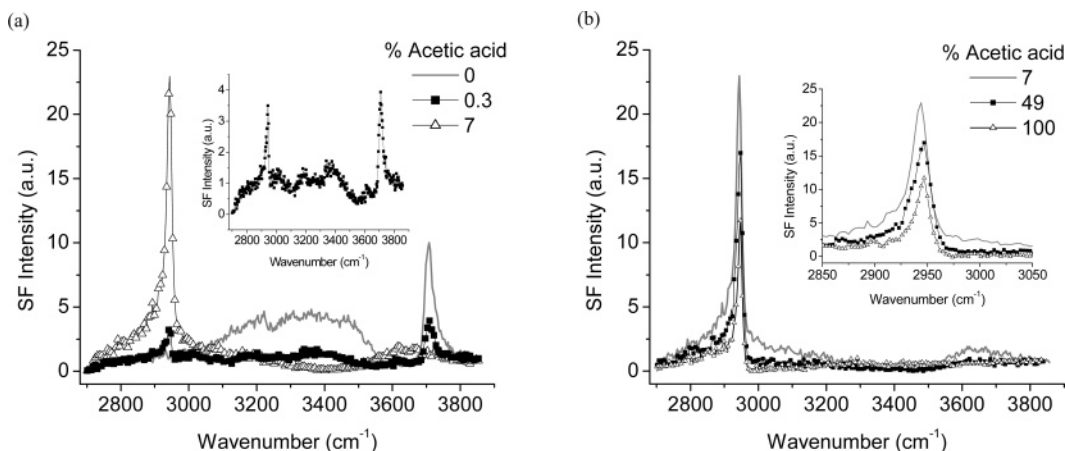 (a)
25
20
15
10
5
0
SF Intensity (a.u.)
2800 3000 3200 3400 3600 3800
Wavenumber (cm⁻¹)
% Acetic acid
0
0.3
7
4
3
2
1
0
SF Intensity (a.u.)
2800 3000 3200 3400 3600 3800
Wavenumber (cm⁻¹)
(b)
25
20
15
10
5
0
SF Intensity (a.u.)
2800 3000 3200 3400 3600 3800
Wavenumber (cm⁻¹)
% Acetic acid
7
49
100
25
20
15
10
5
0
SF Intensity (a.u.)
2850 2900 2950 3000 3050
Wavenumber (cm⁻¹)